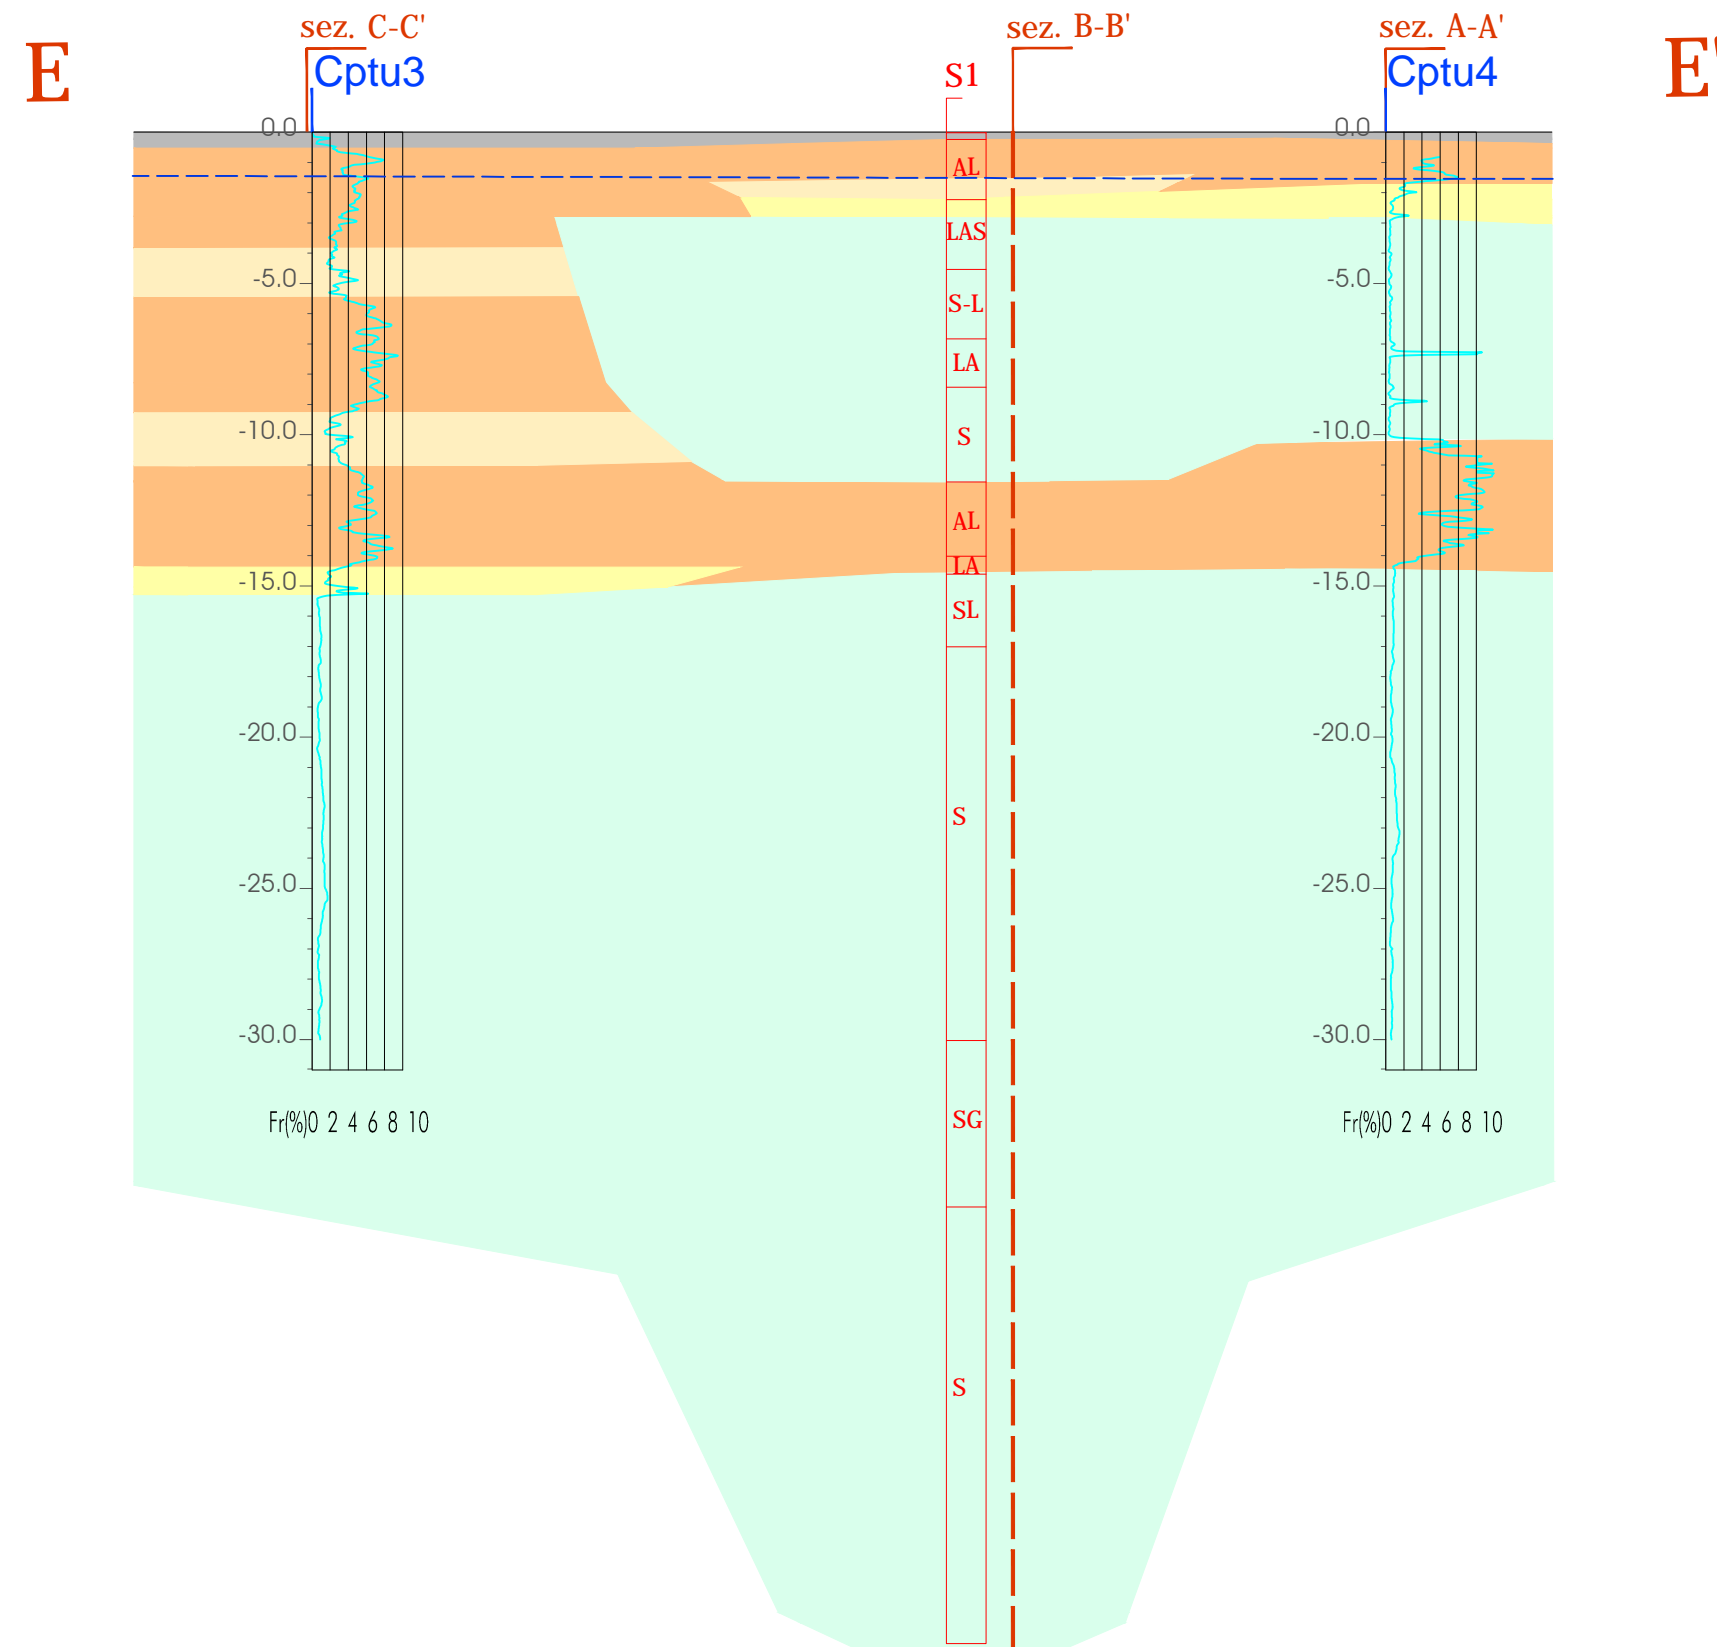 sez. C-C'
sez. B-B'
sez. A-A'
E
Cptu3
S1
Cptu4
E'
0.0
0.0
AL
LAS
-5.0
-5.0
S-L
LA
-10.0
S
-10.0
AL
LA
-15.0
-15.0
SL
-20.0
-20.0
S
-25.0
-25.0
-30.0
-30.0
SG
Fr(%)0 2 4 6 8 10
Fr(%)0 2 4 6 8 10
S